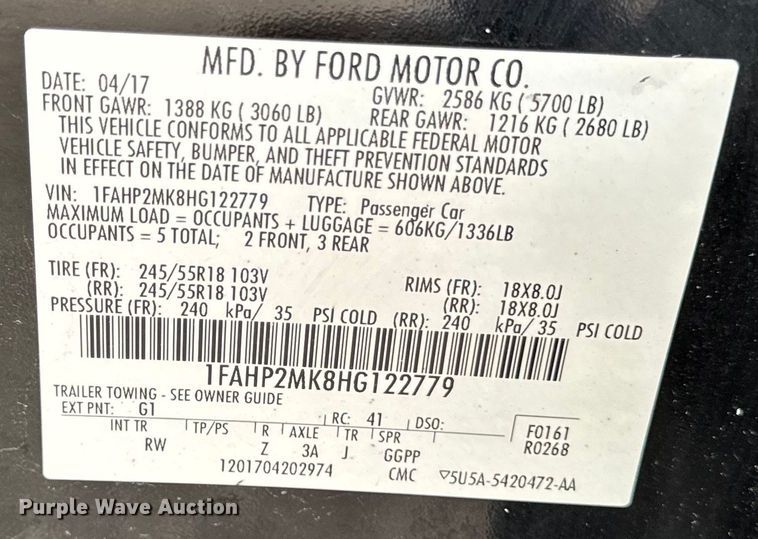 MFD. BY FORD MOTOR CO.
DATE: 04/17 GVWR: 2586 KG ( 5700 LB)
FRONT GAWR: 1388 KG ( 3060 LB) REAR GAWR: 1216 KG ( 2680 LB)
THIS VEHICLE CONFORMS TO ALL APPLICABLE FEDERAL MOTOR
VEHICLE SAFETY, BUMPER, AND THEFT PREVENTION STANDARDS
IN EFFECT ON THE DATE OF MANUFACTURE SHOWN ABOVE.
VIN: 1FAHP2MK8HG122779 TYPE: Passenger Car
MAXIMUM LOAD = OCCUPANTS + LUGGAGE = 606KG/1336LB
OCCUPANTS = 5 TOTAL; 2 FRONT, 3 REAR
TIRE (FR): 245/55R18 103V RIMS (FR): 18X8.0J
(RR): 245/55R18 103V (RR): 18X8.0J
PRESSURE (FR): 240 kPa/ 35 PSI COLD (RR): 240 kPa/ 35 PSI COLD
1FAHP2MK8HG122779
TRAILER TOWING - SEE OWNER GUIDE
EXT PNT: G1 RC: 41 DSO: F0161
INT TR TP/PS R AXLE TR SPR R0268
RW Z 3A J GGPP
1201704202974 CMC ▽5U5A-5420472-AA
Purple Wave Auction